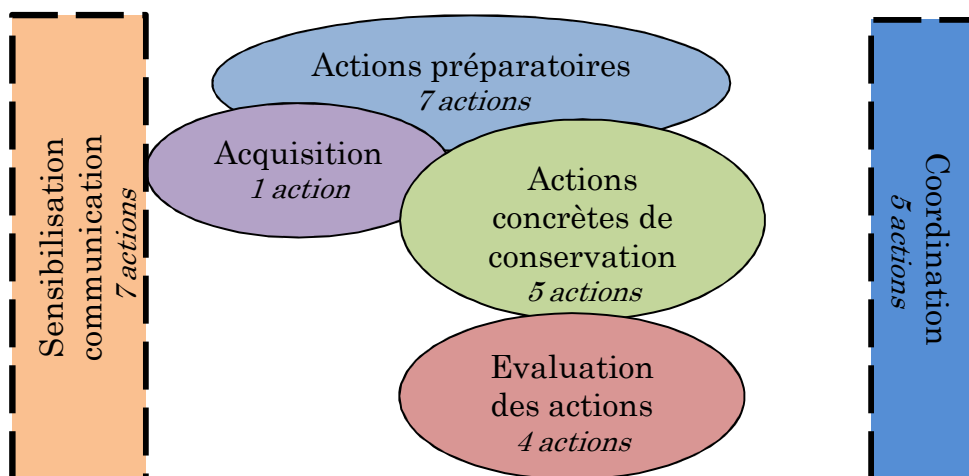 Sensibilisation
communication
7 actions
Actions préparatoires
7 actions
Acquisition
1 action
Actions
concrètes de
conservation
5 actions
Evaluation
des actions
4 actions
Coordination
5 actions